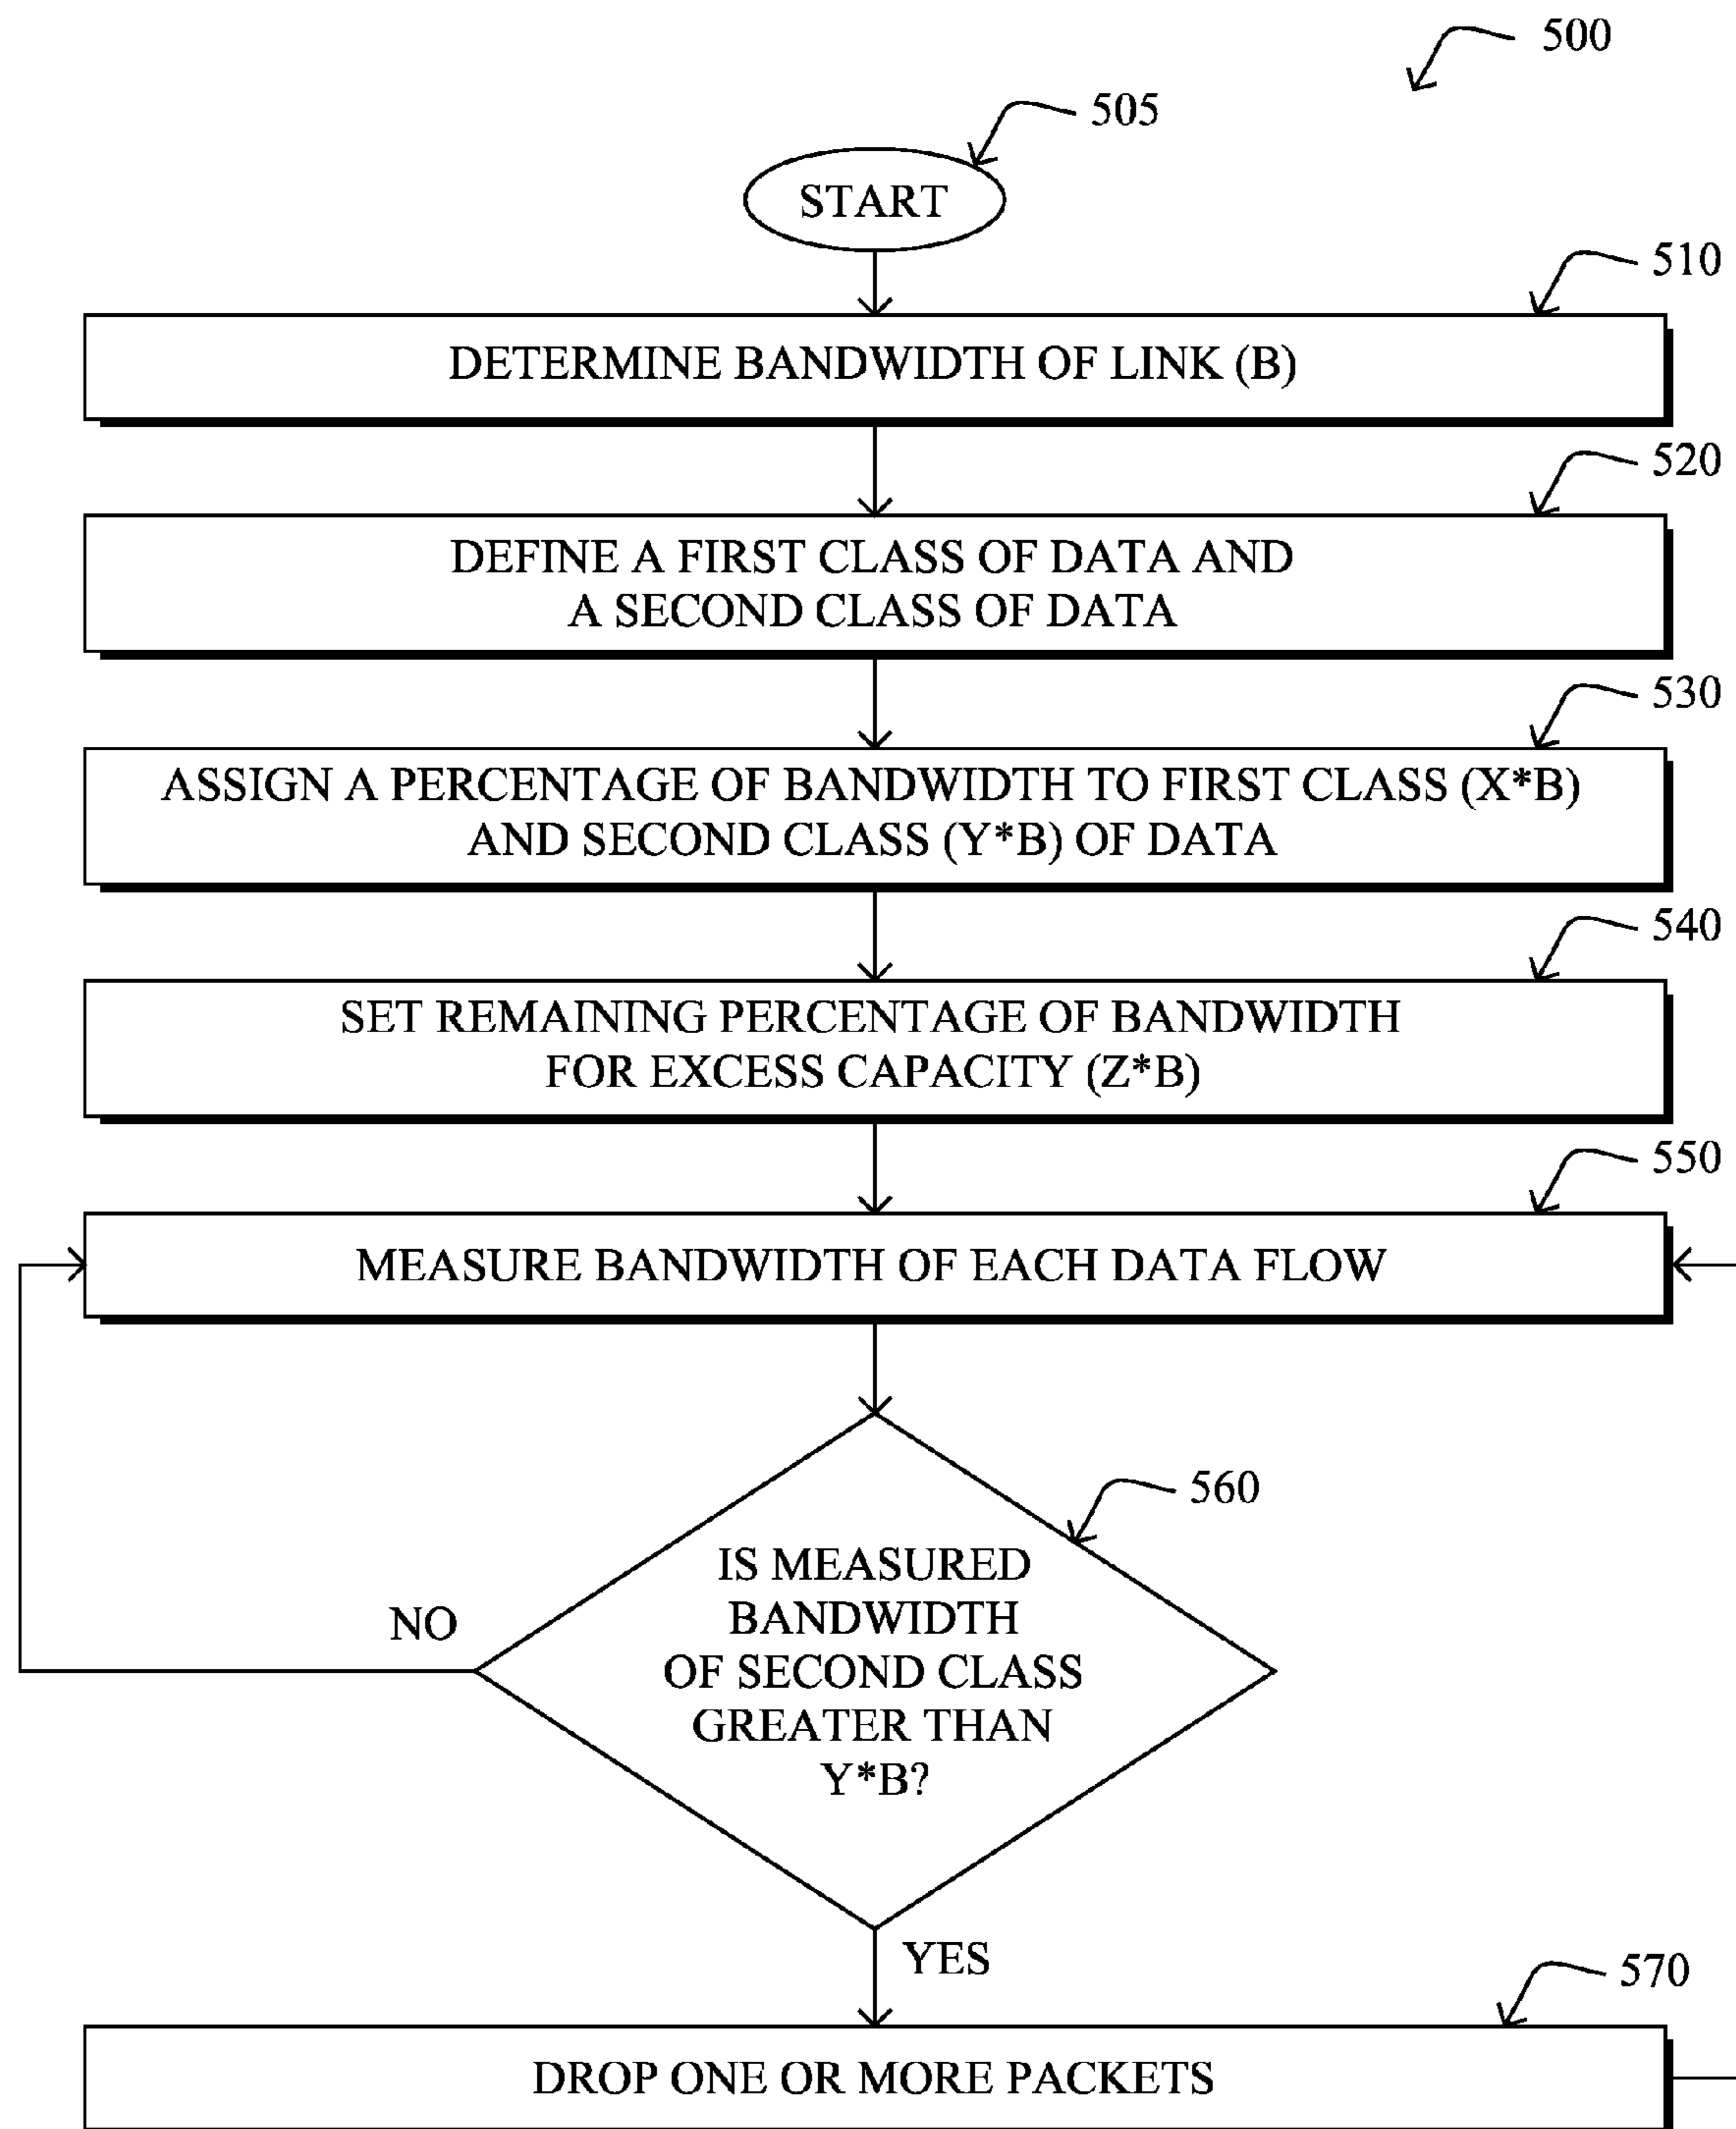 500
505
START
510
DETERMINE BANDWIDTH OF LINK (B)
520
DEFINE A FIRST CLASS OF DATA AND
A SECOND CLASS OF DATA
530
ASSIGN A PERCENTAGE OF BANDWIDTH TO FIRST CLASS (X*B)
AND SECOND CLASS (Y*B) OF DATA
540
SET REMAINING PERCENTAGE OF BANDWIDTH
FOR EXCESS CAPACITY (Z*B)
550
MEASURE BANDWIDTH OF EACH DATA FLOW
560
IS MEASURED
BANDWIDTH
OF SECOND CLASS
GREATER THAN
Y*B?
NO
YES
570
DROP ONE OR MORE PACKETS